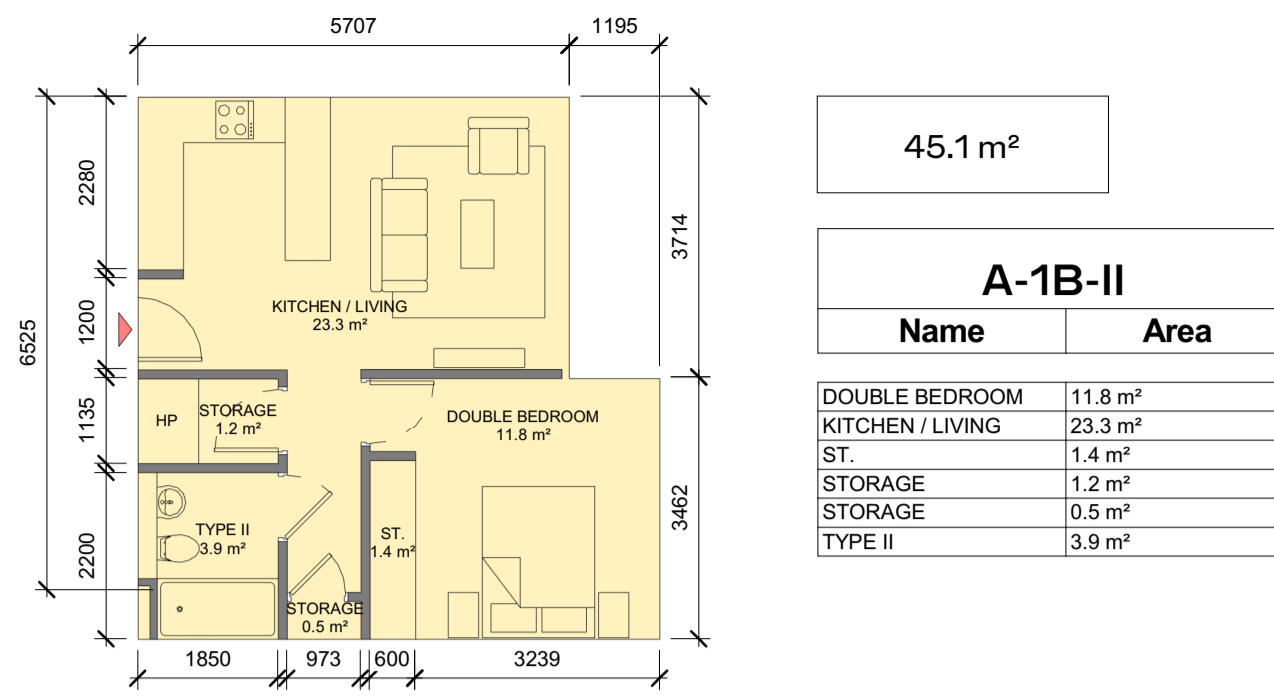 5707
1195
2280
1200
1135
2200
6525
3714
3462
KITCHEN / LIVING
23.3 m²
HP
STORAGE
1.2 m²
DOUBLE BEDROOM
11.8 m²
TYPE II
3.9 m²
ST.
1.4 m²
STORAGE
0.5 m²
1850
973
600
3239
45.1 m²
A-1B-II
Name Area
DOUBLE BEDROOM 11.8 m²
KITCHEN / LIVING 23.3 m²
ST. 1.4 m²
STORAGE 1.2 m²
STORAGE 0.5 m²
TYPE II 3.9 m²